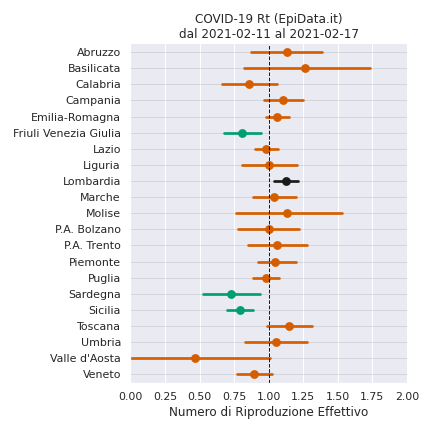 COVID-19 Rt (EpiData.it)
dal 2021-02-11 al 2021-02-17
Abruzzo
Basilicata
Calabria
Campania
Emilia-Romagna
Friuli Venezia Giulia
Lazio
Liguria
Lombardia
Marche
Molise
P.A. Bolzano
P.A. Trento
Piemonte
Puglia
Sardegna
Sicilia
Toscana
Umbria
Valle d'Aosta
Veneto
0.00 0.25 0.50 0.75 1.00 1.25 1.50 1.75 2.00
Numero di Riproduzione Effettivo